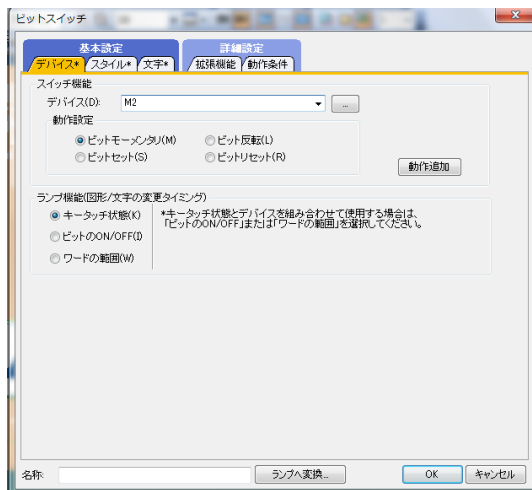 ビットスイッチ
基本設定 詳細設定
デバイス* スタイル* 文字* 拡張機能 動作条件
スイッチ機能
デバイス(D): M2 ...
動作設定
ビットモーメンタリ(M) ビット反転(L)
ビットセット(S) ビットリセット(R)
動作追加
ランプ機能(図形/文字の変更タイミング)
キータッチ状態(K) *キータッチ状態とデバイスを組み合わせて使用する場合は、
「ビットのON/OFF」または「ワードの範囲」を選択してください。
ビットのON/OFF(I)
ワードの範囲(W)
名称: ランプへ変換... OK キャンセル